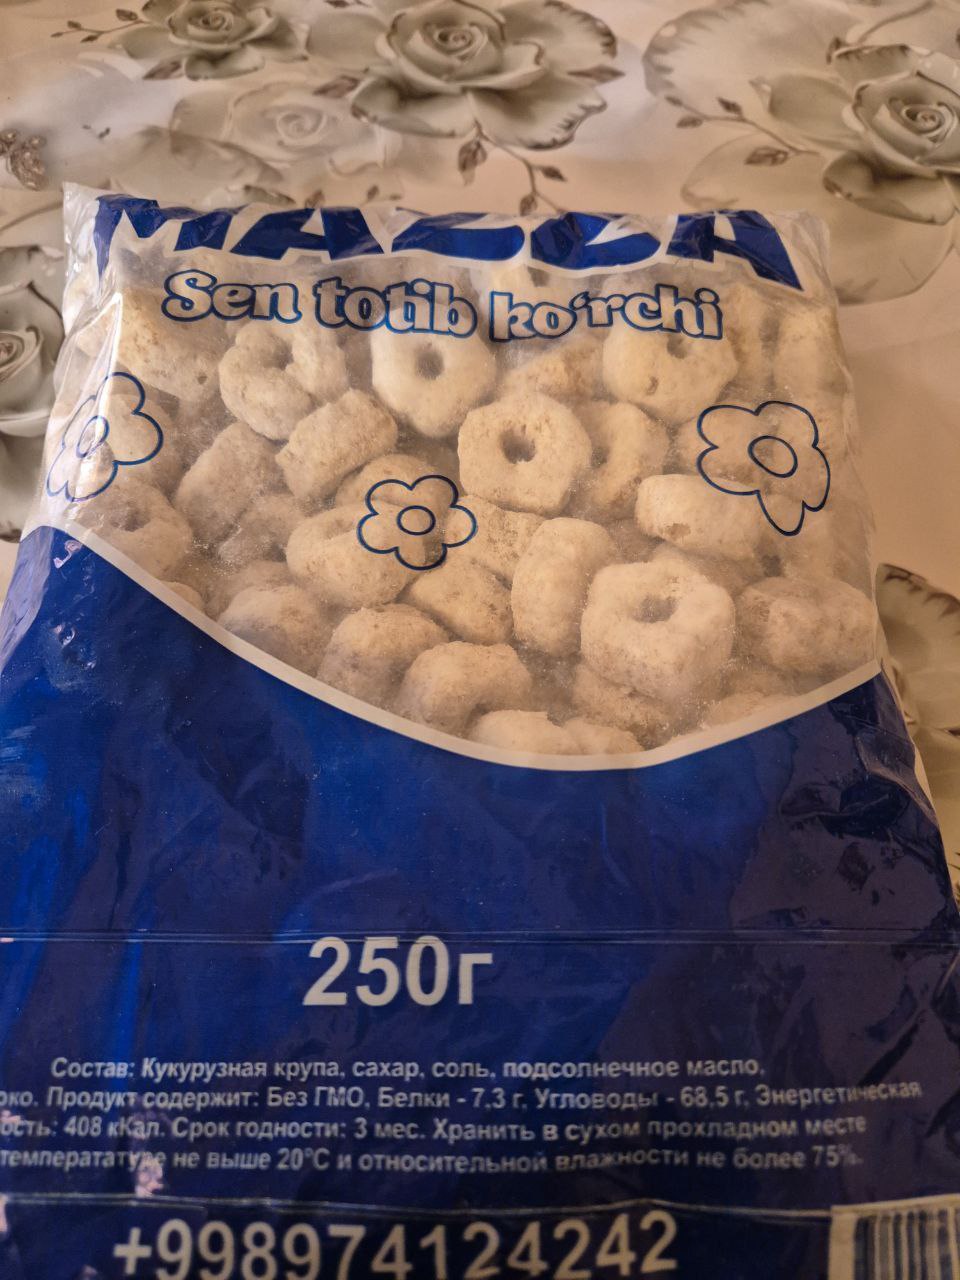 MAZZA
Sen totib ko'rchi
250г
Состав: Кукурузная крупа, сахар, соль, подсолнечное масло,
Продукт содержит: Без ГМО, Белки - 7,3 г, Углеводы - 68,5 г, Энергетическая
408 кКал. Срок годности: 3 мес. Хранить в сухом прохладном месте
температатуре не выше 20°С и относительной влажности не более 75%.
+998974124242